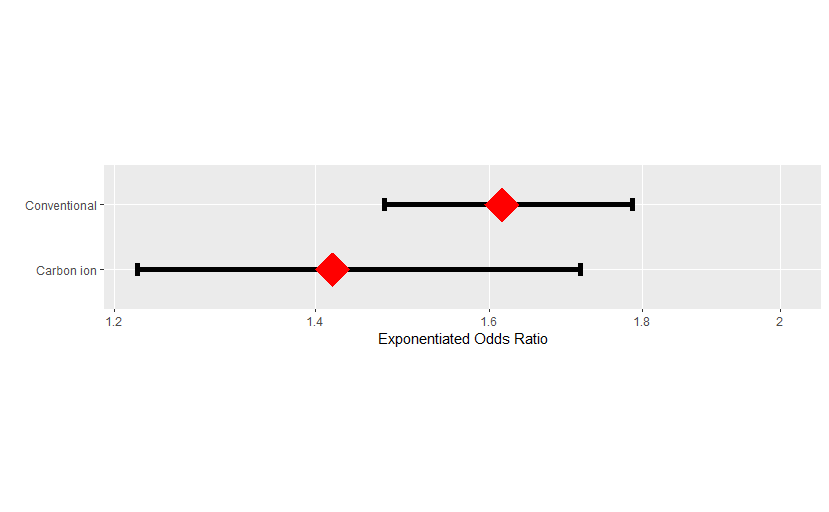 Conventional
Carbon ion
1.2 1.4 1.6 1.8 2
Exponentiated Odds Ratio